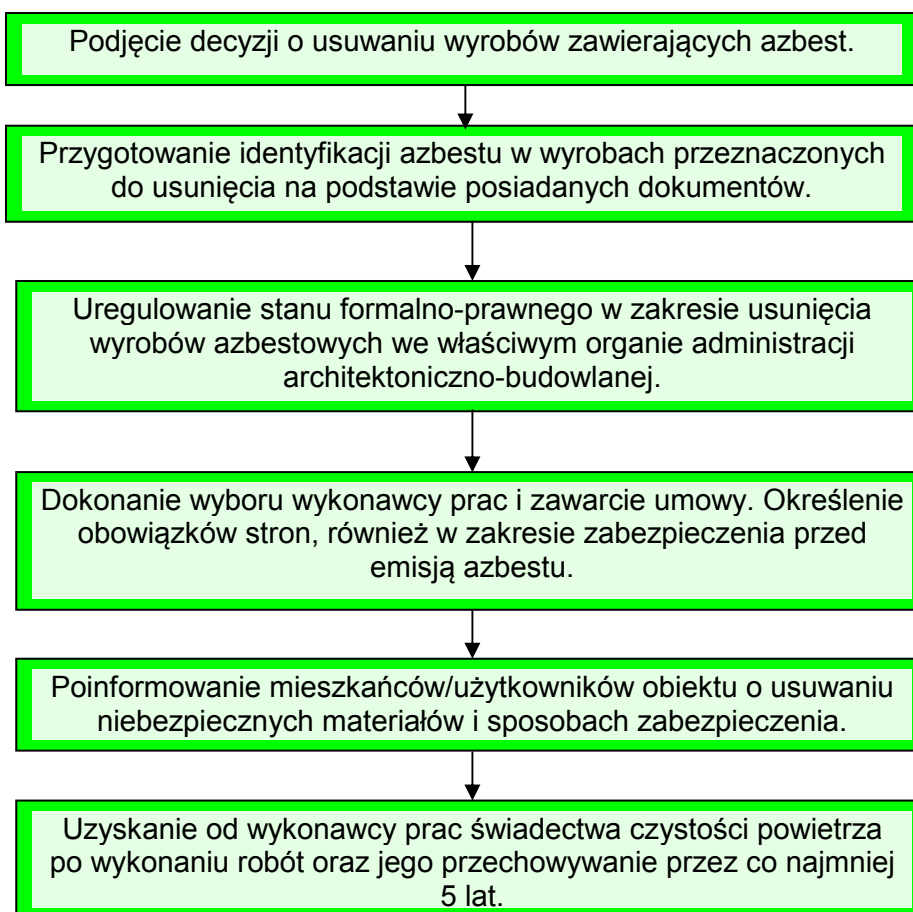 Podjęcie decyzji o usuwaniu wyrobów zawierających azbest.
Przygotowanie identyfikacji azbestu w wyrobach przeznaczonych
do usunięcia na podstawie posiadanych dokumentów.
Uregulowanie stanu formalno-prawnego w zakresie usunięcia
wyrobów azbestowych we właściwym organie administracji
architektoniczno-budowlanej.
Dokonanie wyboru wykonawcy prac i zawarcie umowy. Określenie
obowiązków stron, również w zakresie zabezpieczenia przed
emisją azbestu.
Poinformowanie mieszkańców/użytkowników obiektu o usuwaniu
niebezpiecznych materiałów i sposobach zabezpieczenia.
Uzyskanie od wykonawcy prac świadectwa czystości powietrza
po wykonaniu robót oraz jego przechowywanie przez co najmniej
5 lat.